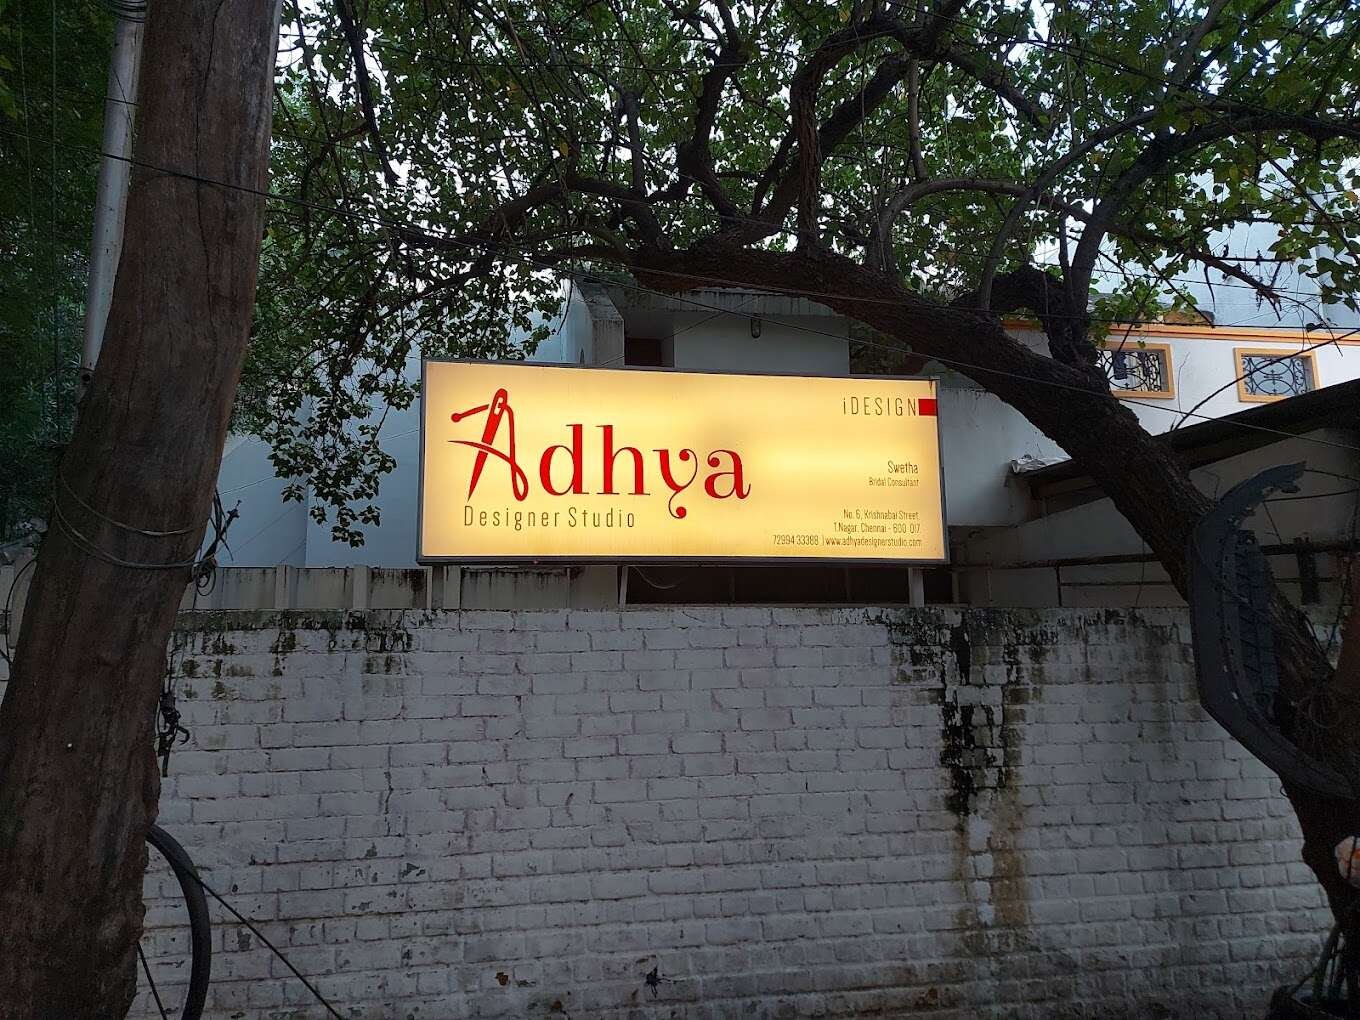 Adhya
Designer Studio
iDESIGN
Swetha
Bridal Consultant
No. 6, Krishnabai Street,
T.Nagar, Chennai - 600 017.
72994 33388 | www.adhyadesignerstudio.com